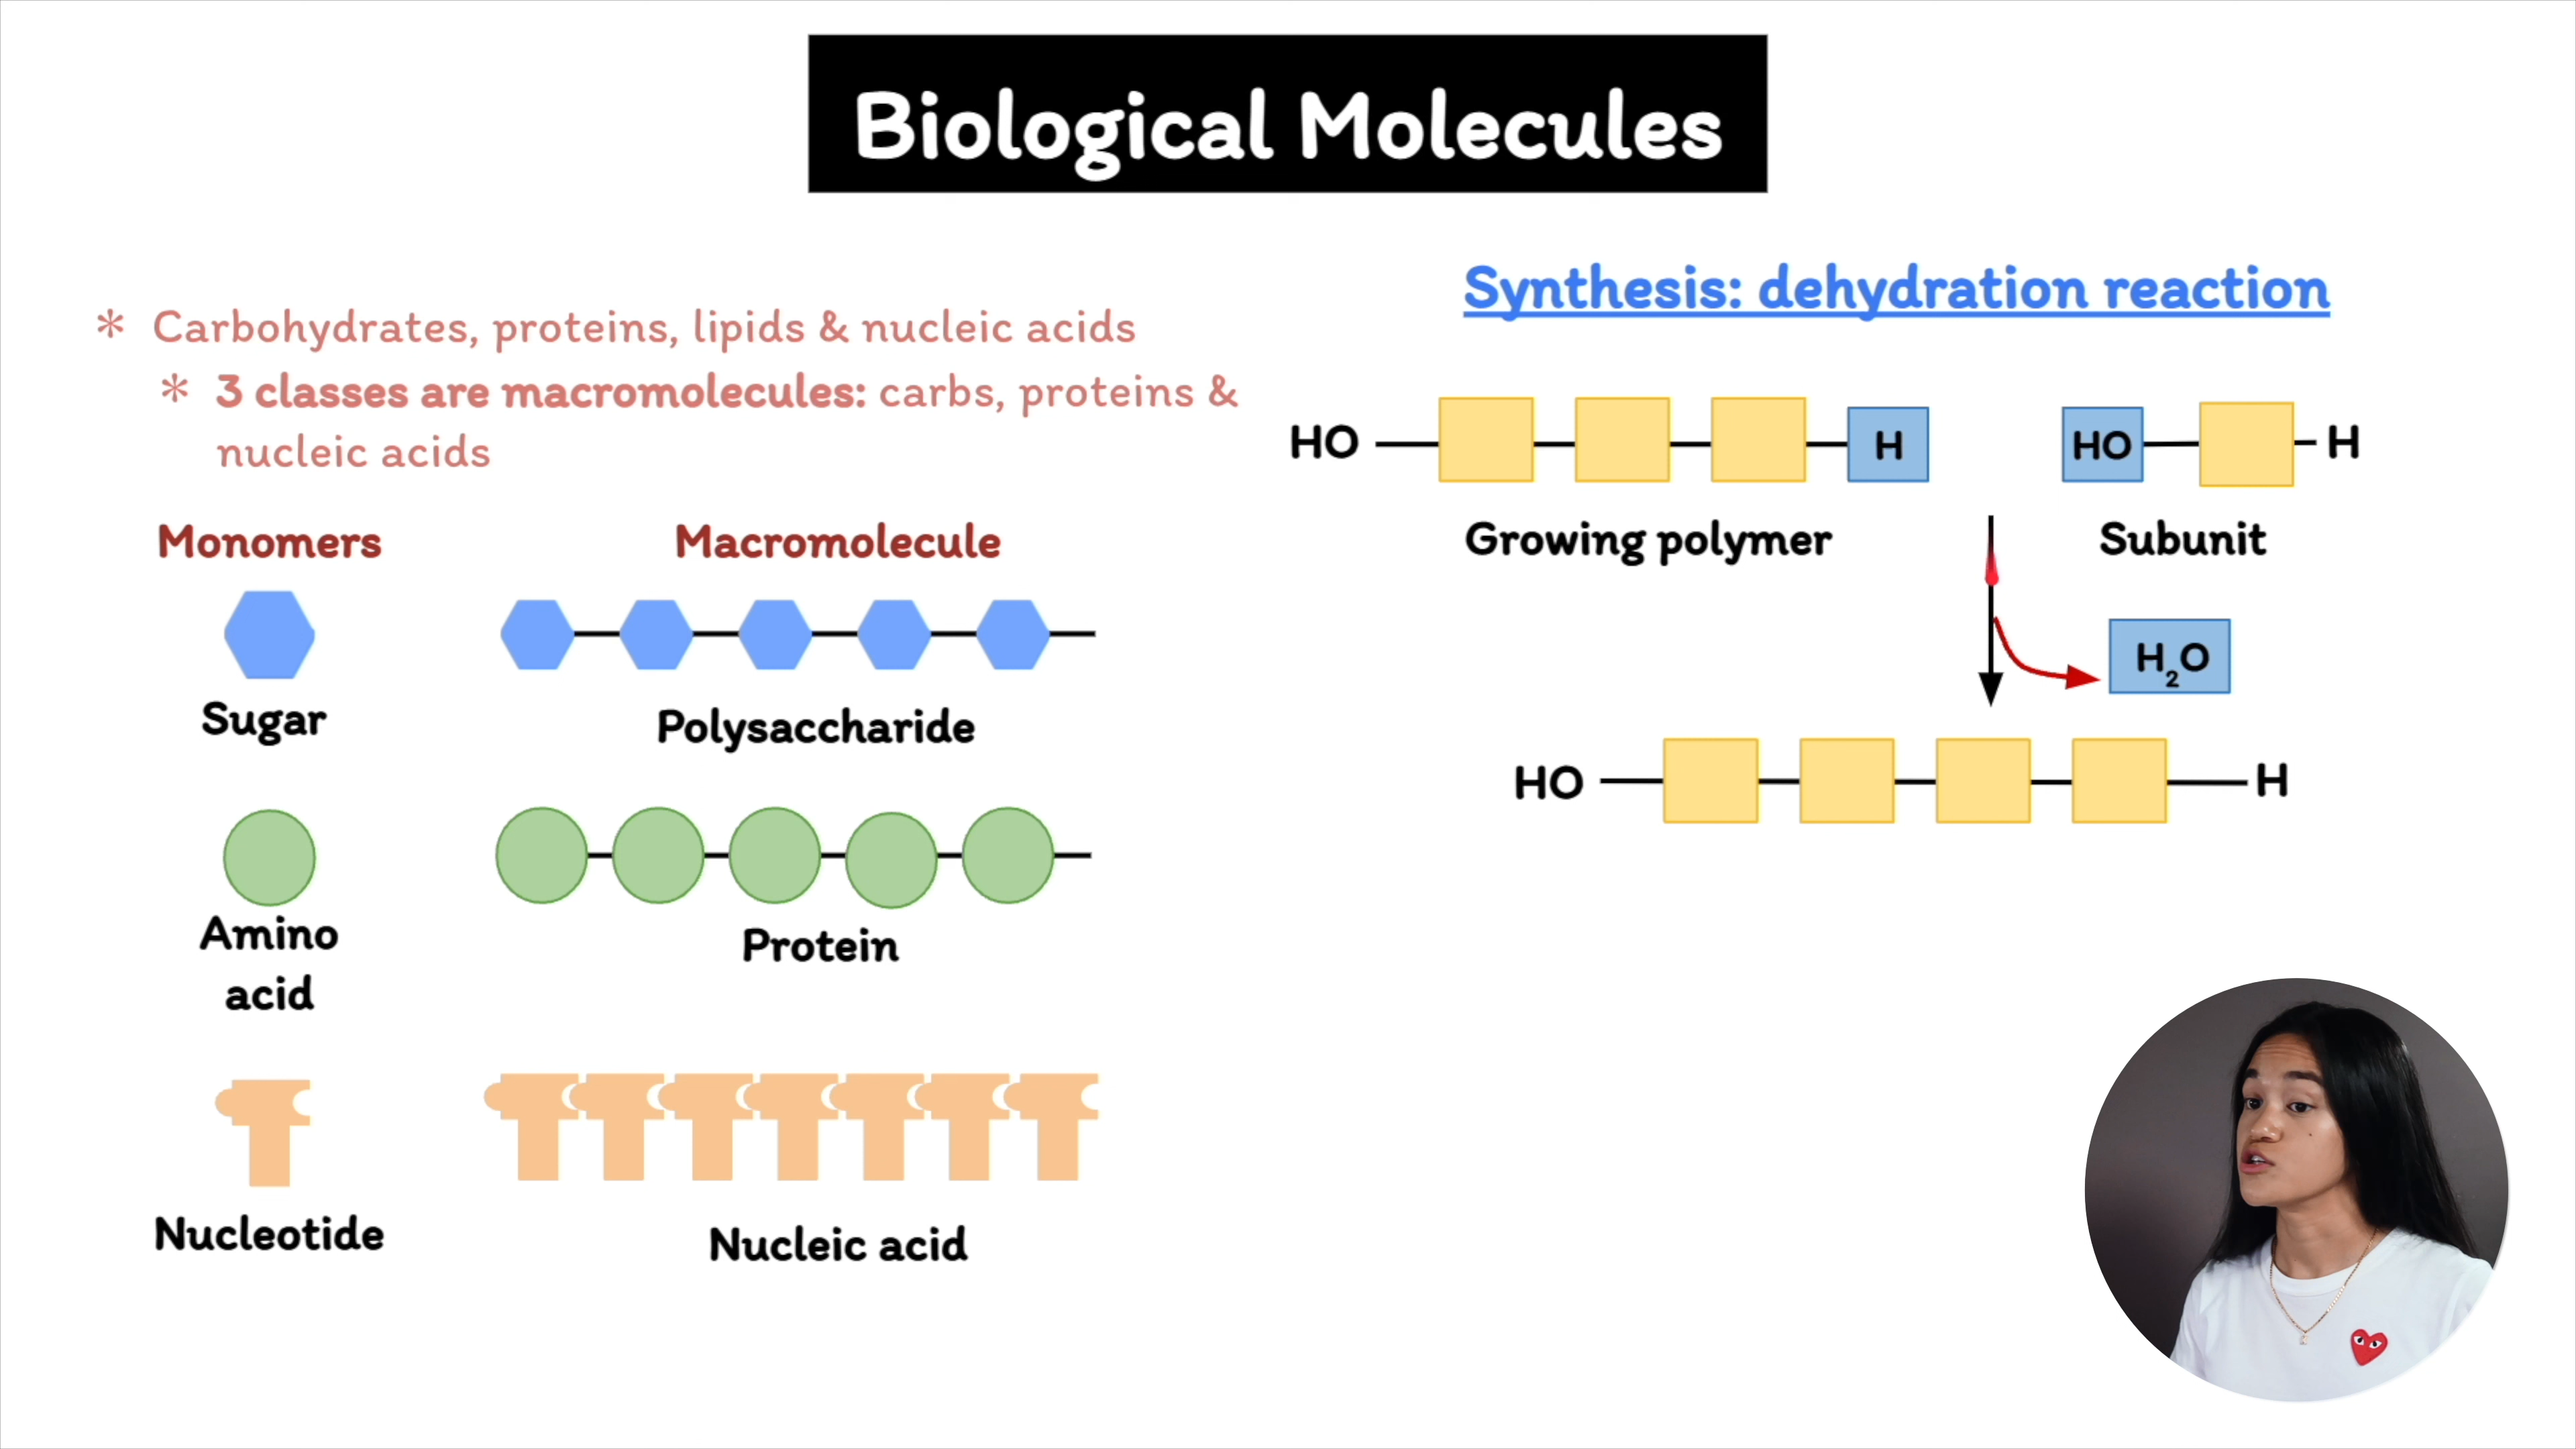 Biological Molecules
* Carbohydrates, proteins, lipids & nucleic acids
* 3 classes are macromolecules: carbs, proteins &
nucleic acids
Monomers
Macromolecule
Sugar
Polysaccharide
Amino
acid
Protein
Nucleotide
Nucleic acid
Synthesis: dehydration reaction
HO H HO H
Growing polymer
Subunit
H₂O
HO H